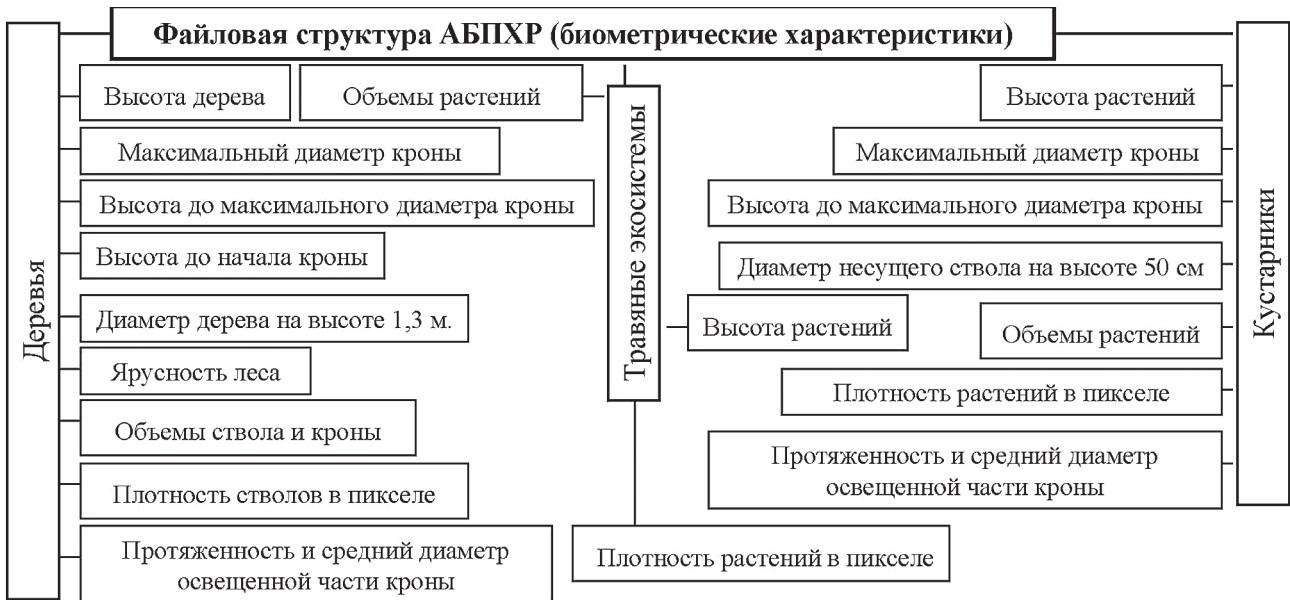 Файловая структура АБПХР (биометрические характеристики)
Деревья
Высота дерева
Максимальный диаметр кроны
Высота до максимального диаметра кроны
Высота до начала кроны
Диаметр дерева на высоте 1,3 м.
Ярусность леса
Объемы ствола и кроны
Плотность стволов в пикселе
Протяженность и средний диаметр
освещенной части кроны
Травяные экосистемы
Объемы растений
Высота растений
Плотность растений в пикселе
Кустарники
Высота растений
Максимальный диаметр кроны
Высота до максимального диаметра кроны
Диаметр несущего ствола на высоте 50 см
Объемы растений
Плотность растений в пикселе
Протяженность и средний диаметр
освещенной части кроны